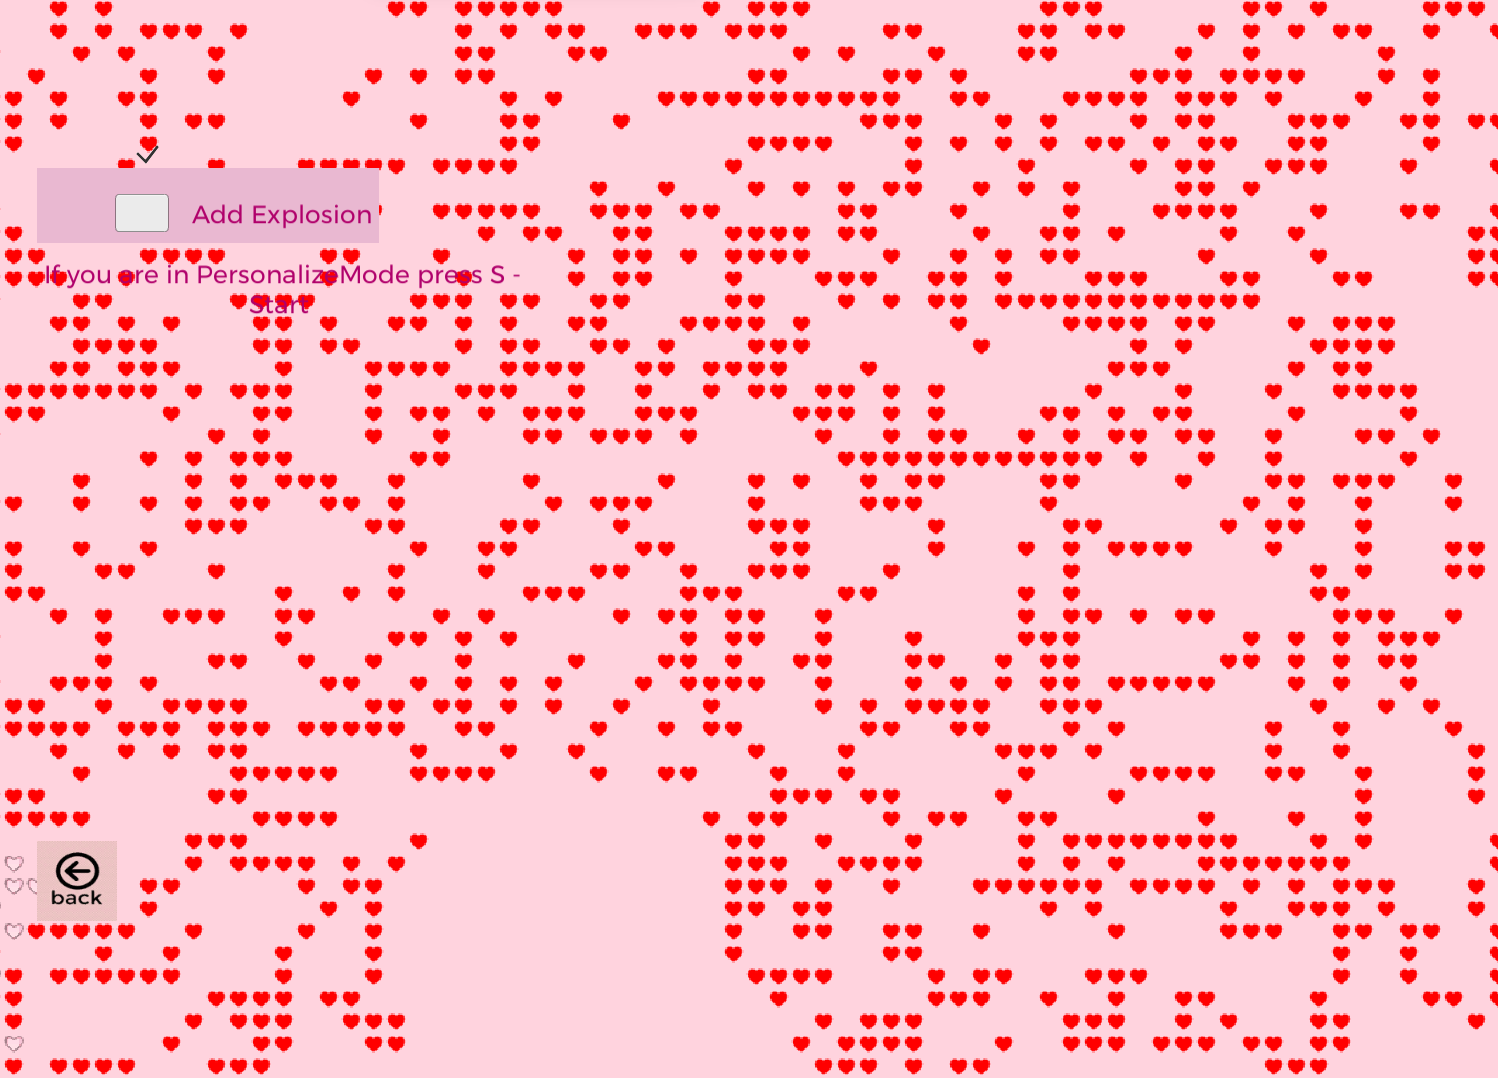 Add Explosion
If you are in PersonalizeMode press S -
Start
back